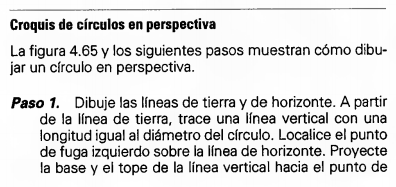 Croquis de círculos en perspectiva
La figura 4.65 y los siguientes pasos muestran cómo dibu-
jar un círculo en perspectiva.
Paso 1. Dibuje las líneas de tierra y de horizonte. A partir
de la línea de tierra, trace una línea vertical con una
longitud igual al diámetro del círculo. Localice el punto
de fuga izquierdo sobre la línea de horizonte. Proyecte
la base y el tope de la línea vertical hacia el punto de